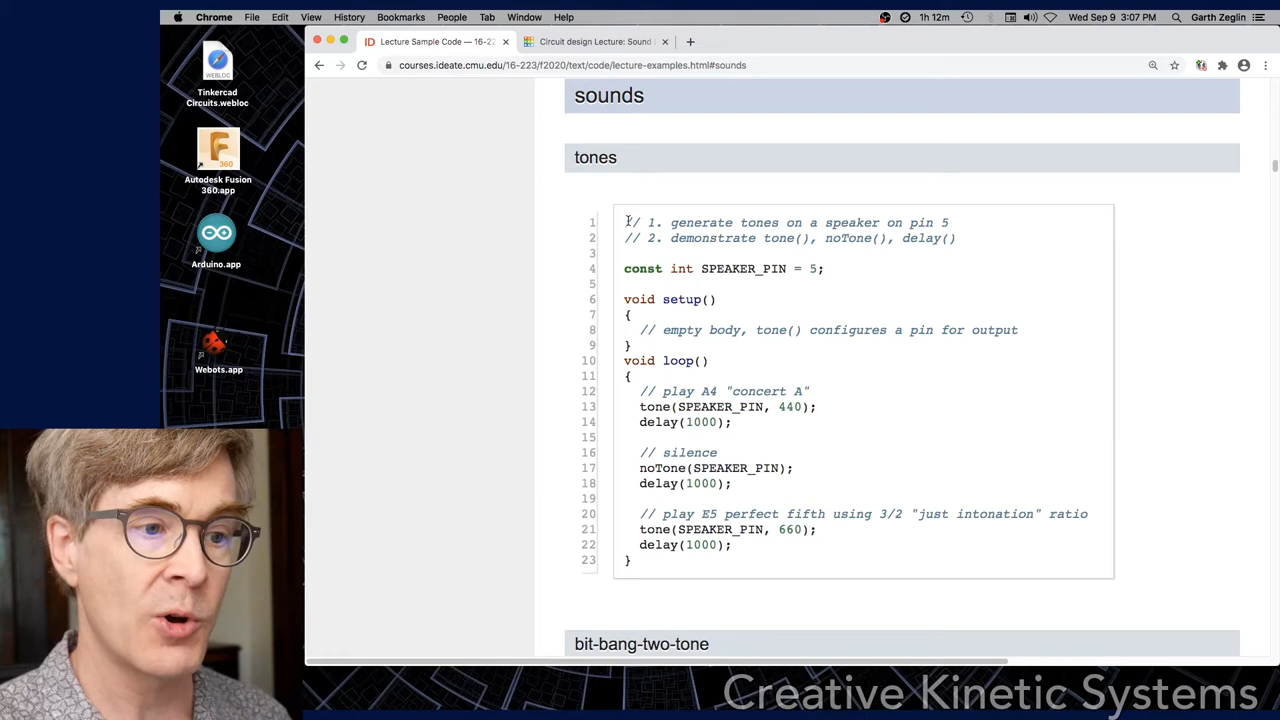 Chrome File Edit View History Bookmarks People Tab Window Help 1h 12m Wed Sep 9 3:07 PM Garth Zeglin
WEBLOC
Tinkercad
Circuits.webloc
F
360
Autodesk Fusion
360.app
Arduino.app
Webots.app
ID Lecture Sample Code — 16-22
Circuit design Lecture: Sound
courses.ideate.cmu.edu/16-223/f2020/text/code/lecture-examples.html#sounds
sounds
tones
1 // 1. generate tones on a speaker on pin 5
2 // 2. demonstrate tone(), noTone(), delay()
3
4 const int SPEAKER_PIN = 5;
5
6 void setup()
7 {
8 // empty body, tone() configures a pin for output
9 }
10 void loop()
11 {
12 // play A4 "concert A"
13 tone(SPEAKER_PIN, 440);
14 delay(1000);
15
16 // silence
17 noTone(SPEAKER_PIN);
18 delay(1000);
19
20 // play E5 perfect fifth using 3/2 "just intonation" ratio
21 tone(SPEAKER_PIN, 660);
22 delay(1000);
23 }
bit-bang-two-tone
Creative Kinetic Systems